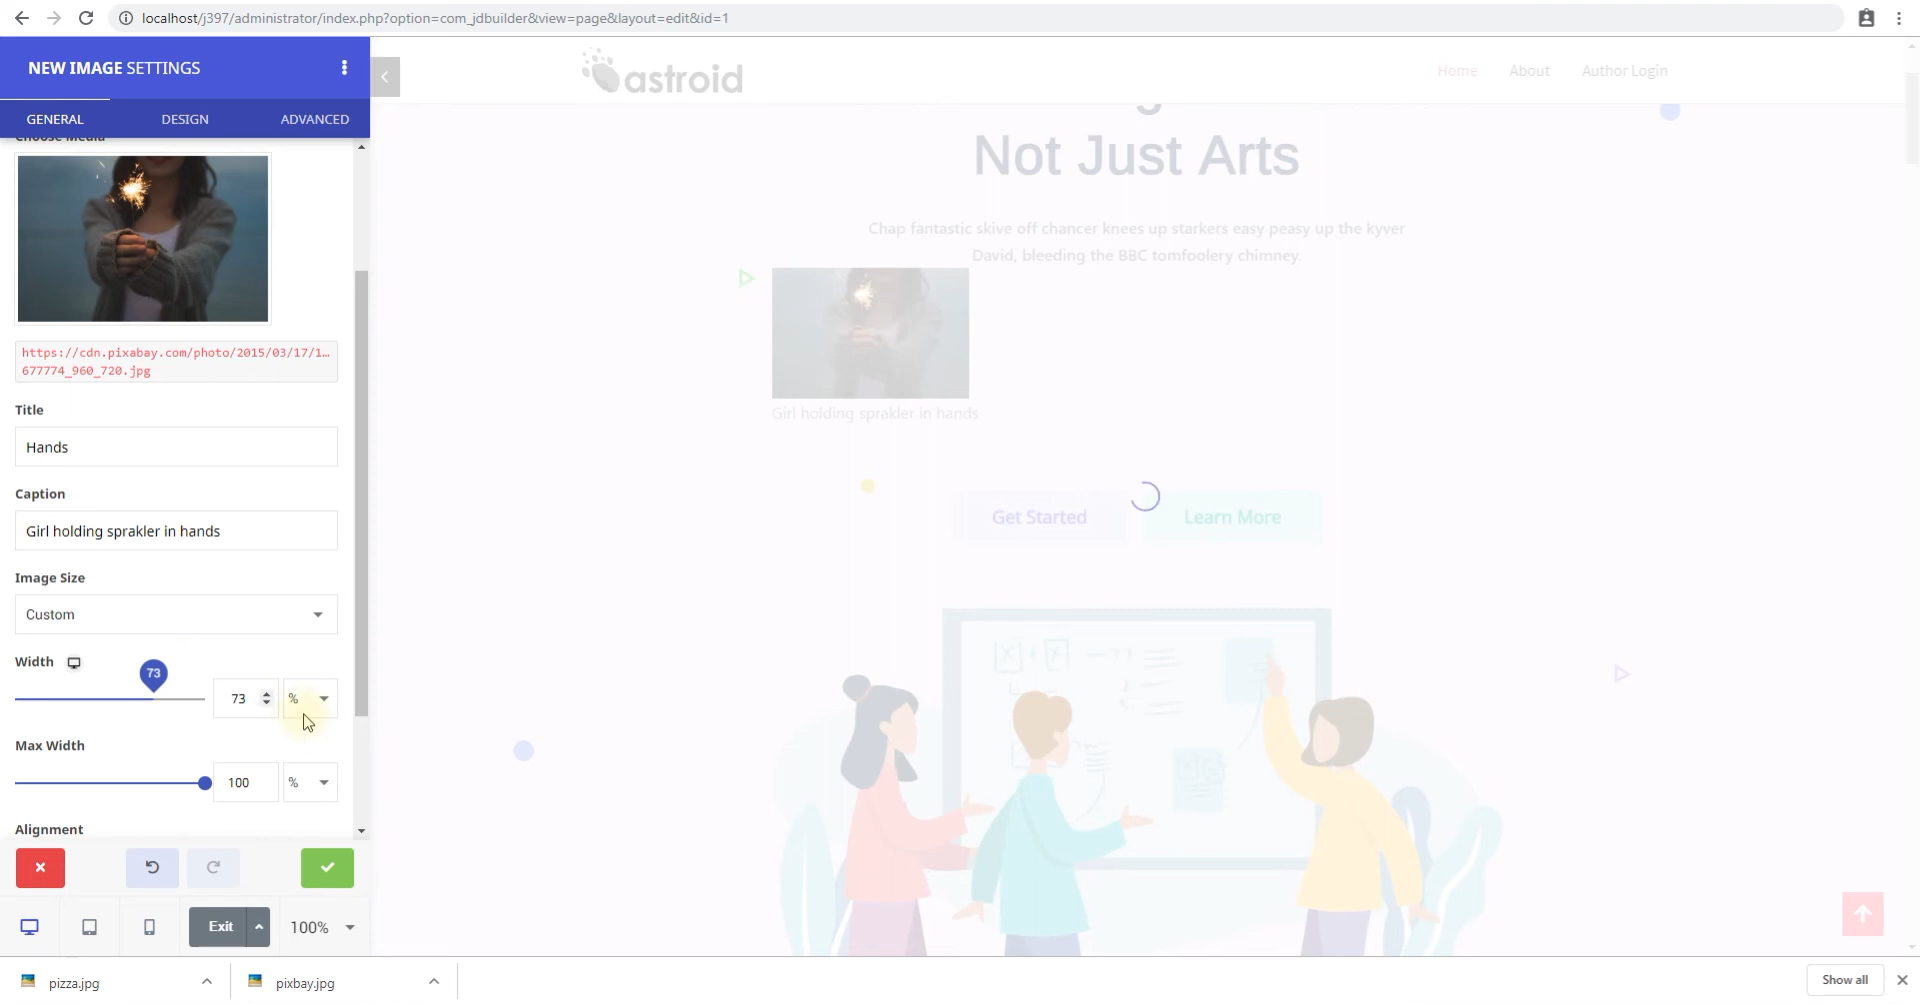 localhost/j397/administrator/index.php?option=com_jdbuilder&view=page&layout=edit&id=1
NEW IMAGE SETTINGS
GENERAL DESIGN ADVANCED
Choose Media
https://cdn.pixabay.com/photo/2015/03/17/1…
677774_960_720.jpg
Title
Hands
Caption
Girl holding sprakler in hands
Image Size
Custom
Width
73
73 %
Max Width
100 %
Alignment
Exit 100%
astroid
Home About Author Login
Not Just Arts
Chap fantastic skive off chancer knees up starkers easy peasy up the kyver
David, bleeding the BBC tomfoolery chimney.
Girl holding sprakler in hands
Get Started Learn More
pizza.jpg pixbay.jpg Show all